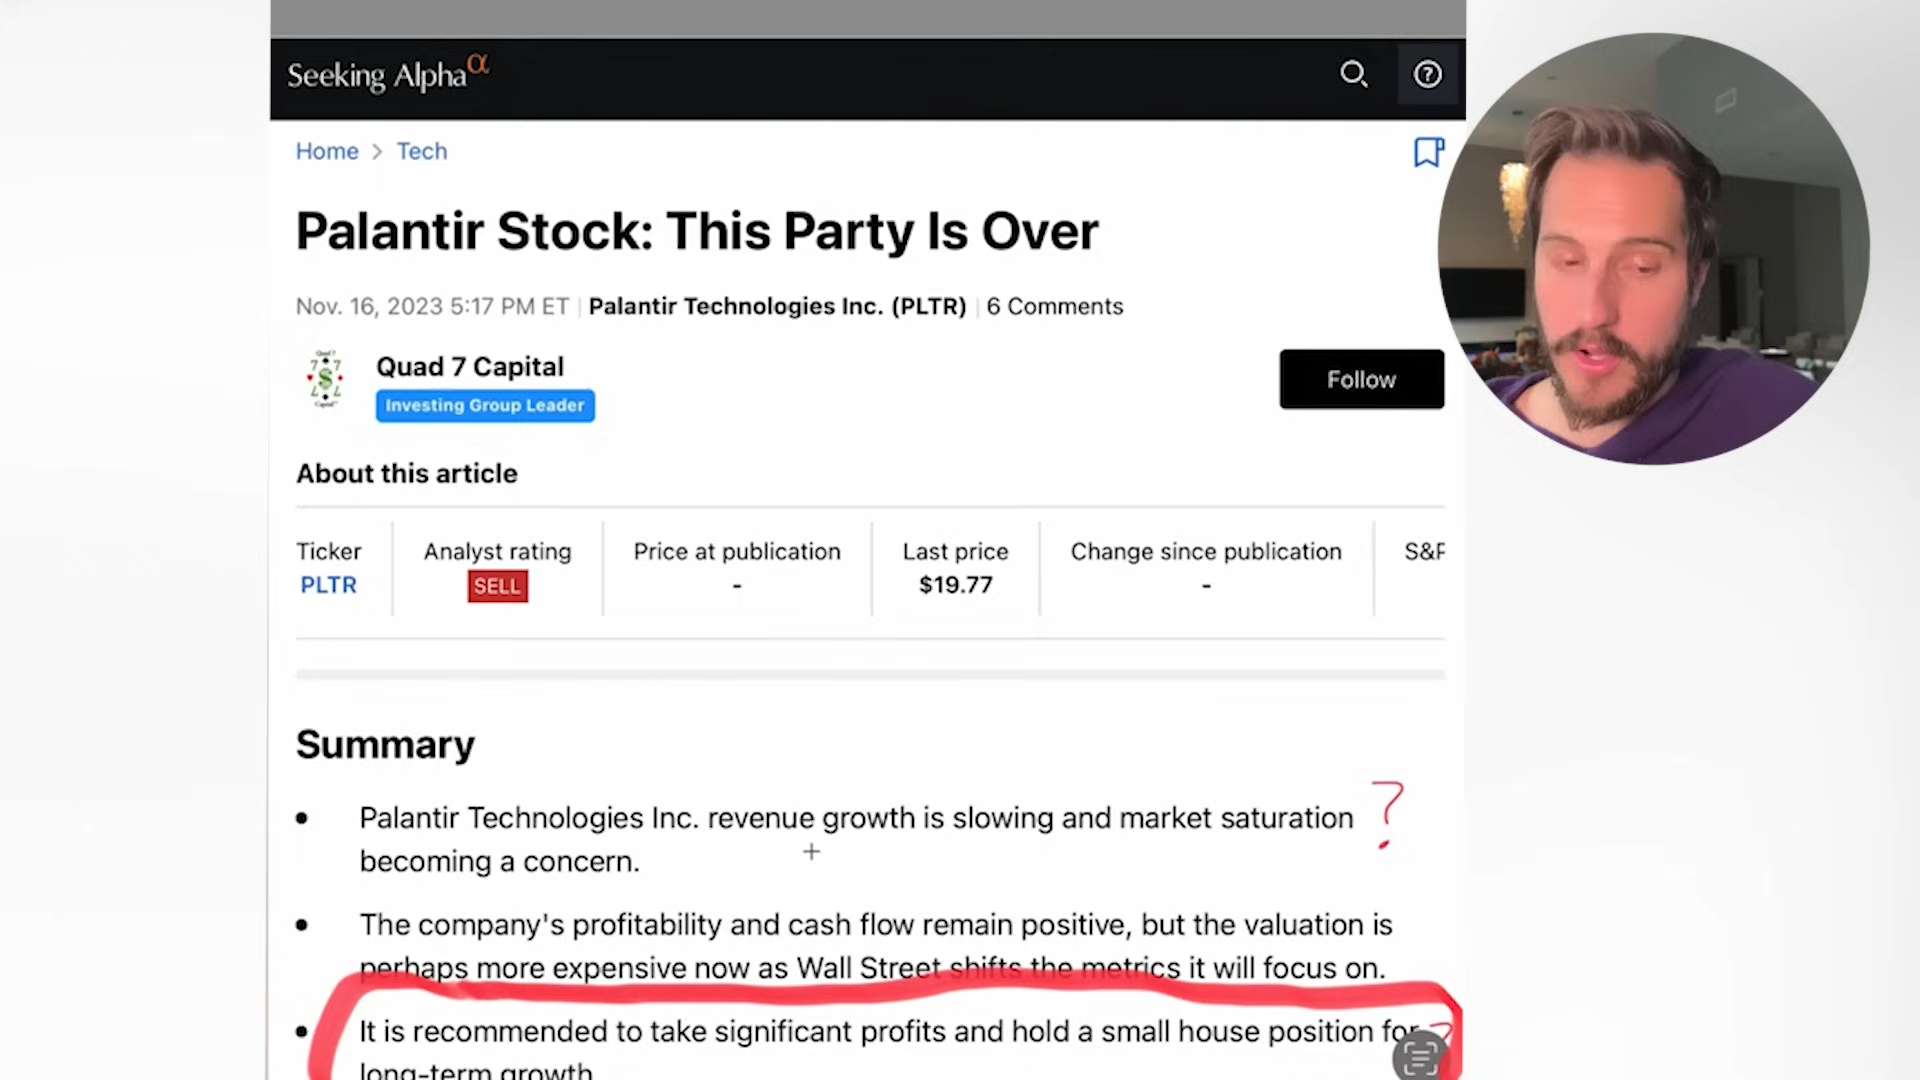 Seeking Alpha α
Home > Tech
Palantir Stock: This Party Is Over
Nov. 16, 2023 5:17 PM ET | Palantir Technologies Inc. (PLTR) | 6 Comments
Quad 7 Capital
Investing Group Leader
Follow
About this article
Ticker
PLTR
Analyst rating
SELL
Price at publication
-
Last price
$19.77
Change since publication
-
S&P
Summary
• Palantir Technologies Inc. revenue growth is slowing and market saturation ?
becoming a concern.
• The company's profitability and cash flow remain positive, but the valuation is
perhaps more expensive now as Wall Street shifts the metrics it will focus on.
• It is recommended to take significant profits and hold a small house position for ?
long-term growth